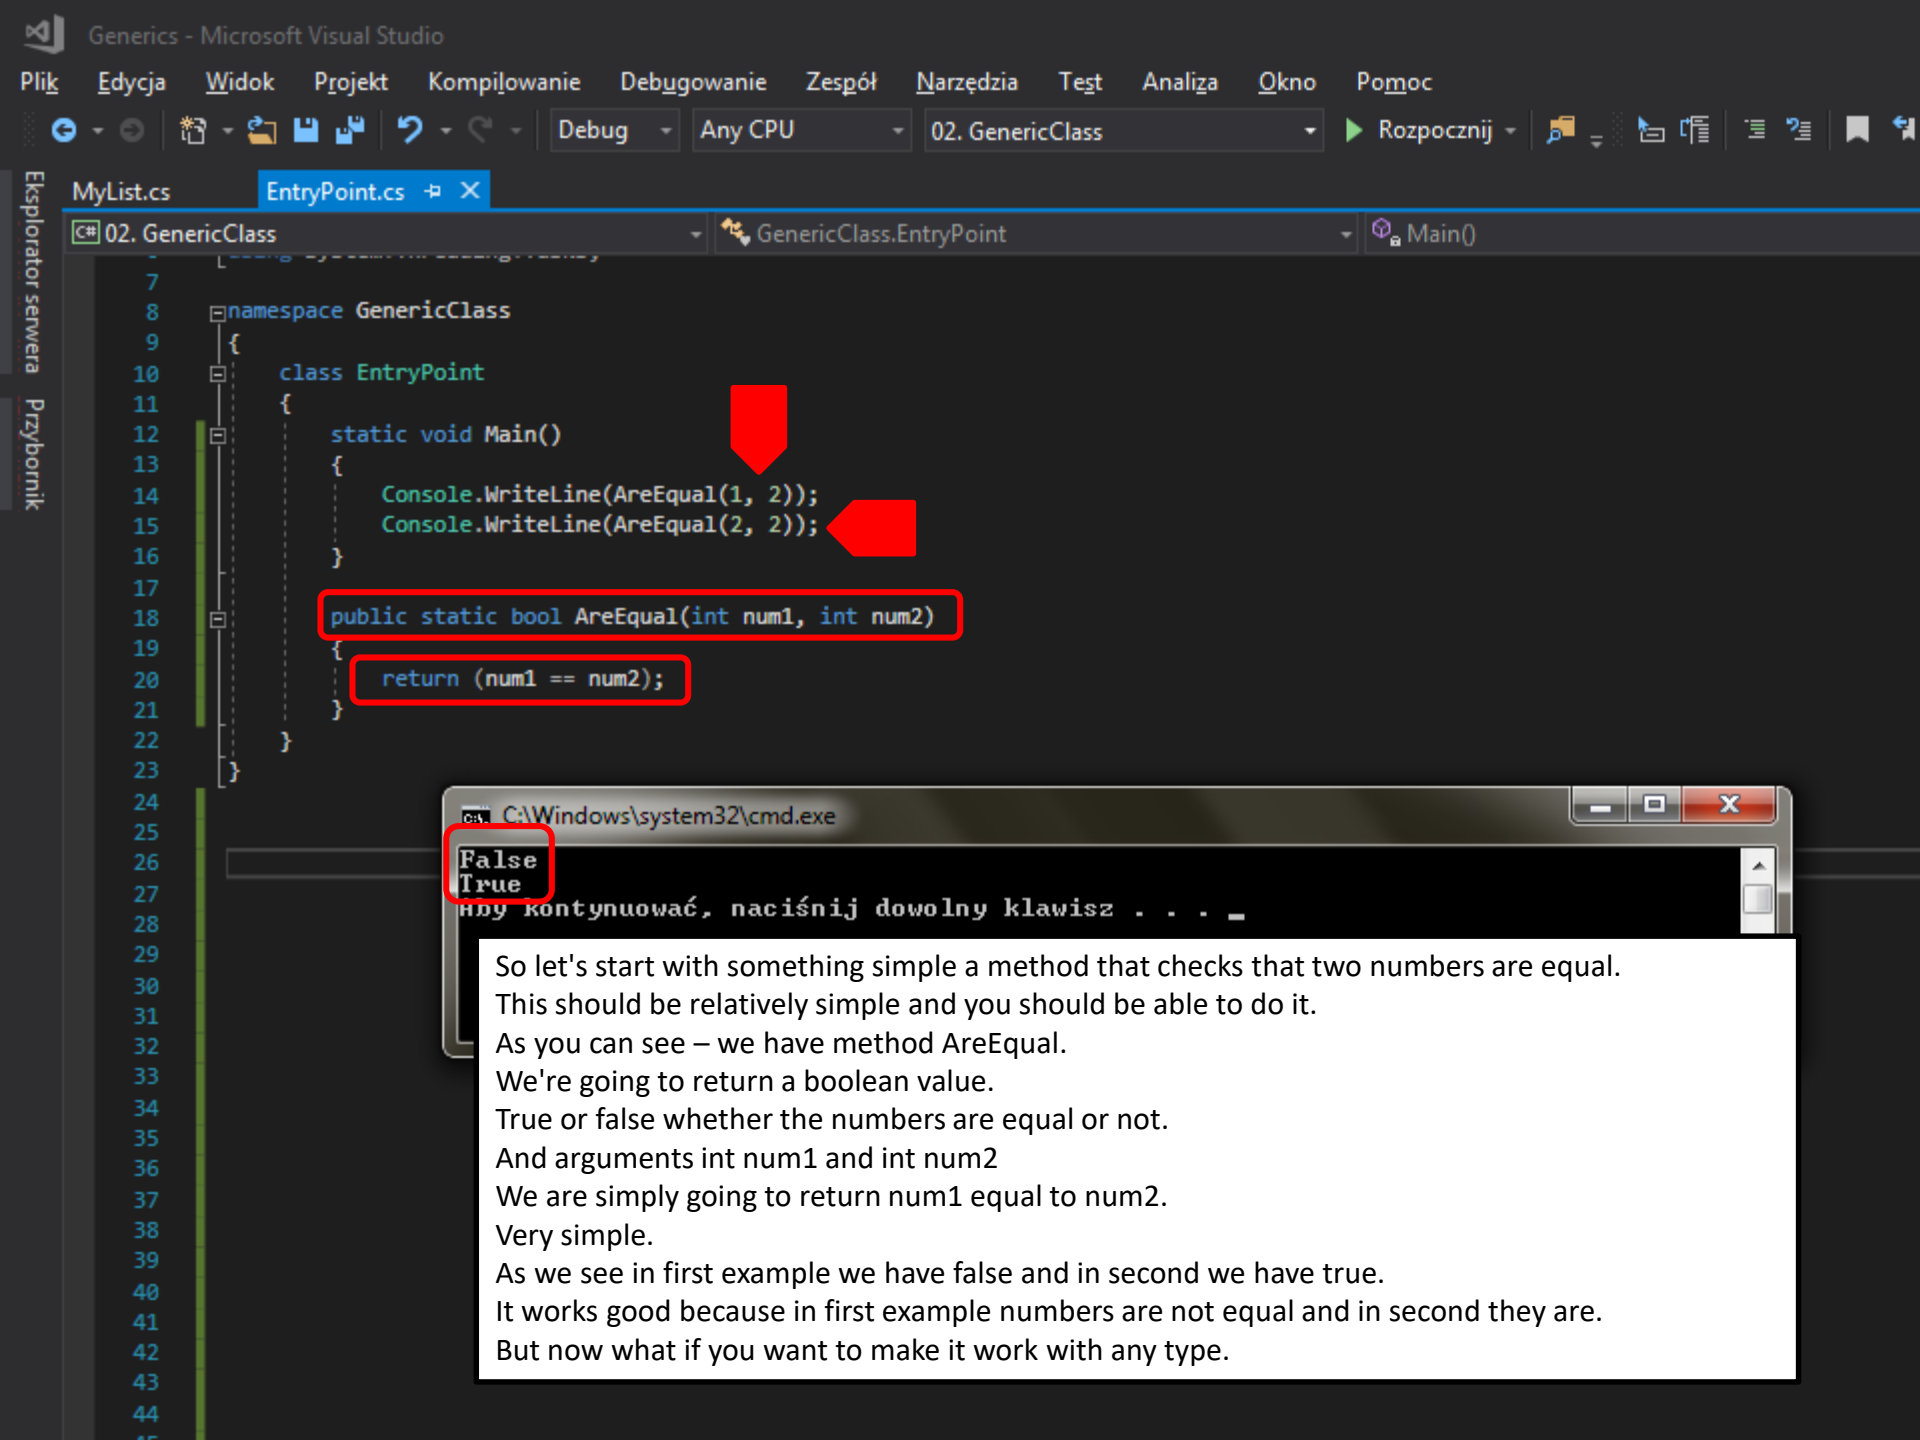 Generics - Microsoft Visual Studio
Plik Edycja Widok Projekt Kompilowanie Debugowanie Zespół Narzędzia Test Analiza Okno Pomoc
Debug Any CPU 02. GenericClass Rozpocznij
Eksplorator serwera
Przybornik
MyList.cs EntryPoint.cs
C# 02. GenericClass GenericClass.EntryPoint Main()
7
8 namespace GenericClass
9 {
10 class EntryPoint
11 {
12 static void Main()
13 {
14 Console.WriteLine(AreEqual(1, 2));
15 Console.WriteLine(AreEqual(2, 2));
16 }
17
18 public static bool AreEqual(int num1, int num2)
19 {
20 return (num1 == num2);
21 }
22 }
23 }
24
25
26
27
28
29
30
31
32
33
34
35
36
37
38
39
40
41
42
43
44
C:\Windows\system32\cmd.exe
False
True
Aby kontynuować, naciśnij dowolny klawisz . . . _
So let's start with something simple a method that checks that two numbers are equal.
This should be relatively simple and you should be able to do it.
As you can see – we have method AreEqual.
We're going to return a boolean value.
True or false whether the numbers are equal or not.
And arguments int num1 and int num2
We are simply going to return num1 equal to num2.
Very simple.
As we see in first example we have false and in second we have true.
It works good because in first example numbers are not equal and in second they are.
But now what if you want to make it work with any type.